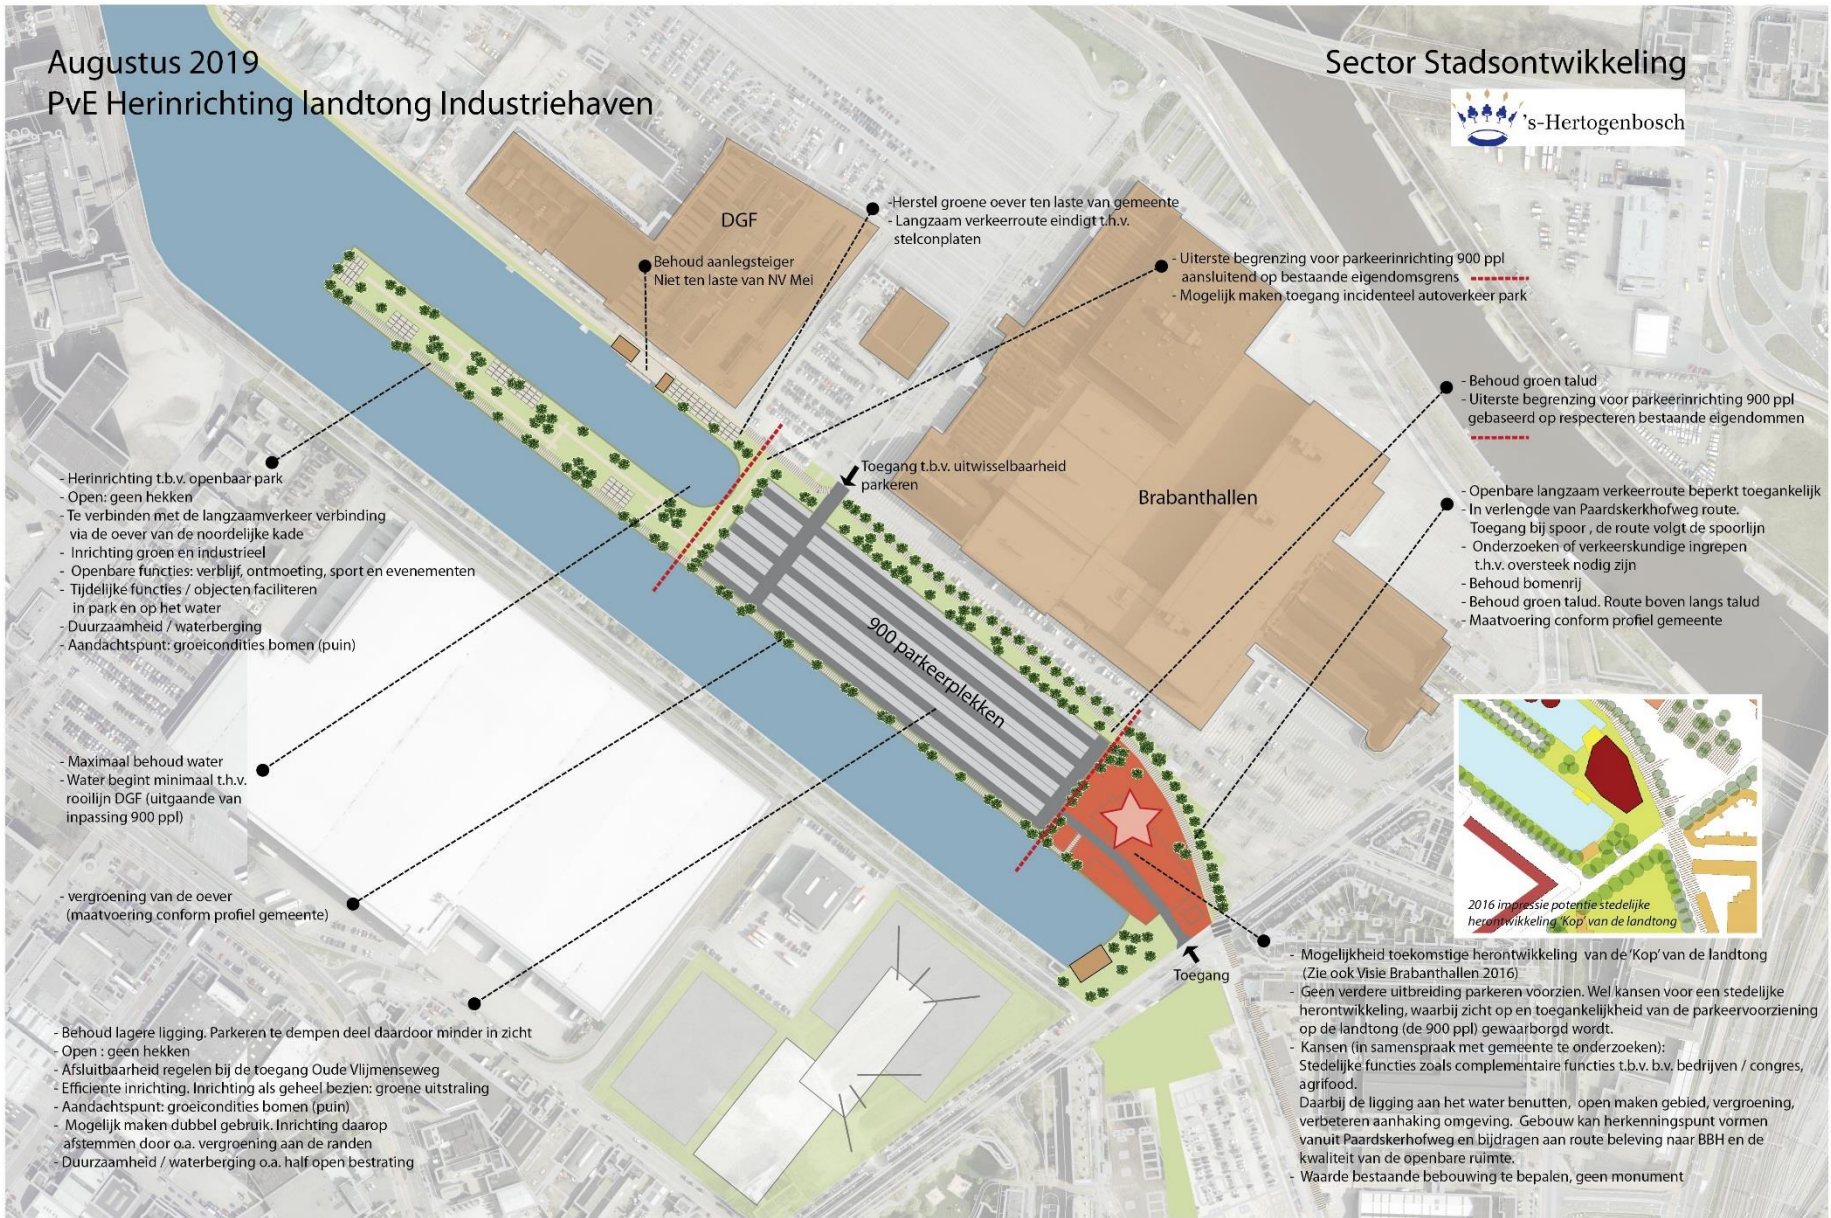 Augustus 2019
PvE Herinrichting landtong Industriehaven
Sector Stadsontwikkeling
's-Hertogenbosch
DGF
-Herstel groene oever ten laste van gemeente
- Langzaam verkeerroute eindigt t.h.v.
stelconplaten
Behoud aanlegsteiger
Niet ten laste van NV Mei
- Uiterste begrenzing voor parkeerinrichting 900 ppl
aansluitend op bestaande eigendomsgrens
- Mogelijk maken toegang incidenteel autoverkeer park
- Behoud groen talud
- Uiterste begrenzing voor parkeerinrichting 900 ppl
gebaseerd op respecteren bestaande eigendommen
Toegang t.b.v. uitwisselbaarheid
parkeren
Brabanthallen
- Openbare langzaam verkeerroute beperkt toegankelijk
- In verlengde van Paardskerkhofweg route.
Toegang bij spoor , de route volgt de spoorlijn
- Onderzoeken of verkeerskundige ingrepen
t.h.v. oversteek nodig zijn
- Behoud bomenrij
- Behoud groen talud. Route boven langs talud
- Maatvoering conform profiel gemeente
- Herinrichting t.b.v. openbaar park
- Open: geen hekken
- Te verbinden met de langzaamverkeer verbinding
via de oever van de noordelijke kade
- Inrichting groen en industrieel
- Openbare functies: verblijf, ontmoeting, sport en evenementen
- Tijdelijke functies / objecten faciliteren
in park en op het water
- Duurzaamheid / waterberging
- Aandachtspunt: groeicondities bomen (puin)
900 parkeerplekken
- Maximaal behoud water
- Water begint minimaal t.h.v.
rooilijn DGF (uitgaande van
inpassing 900 ppl)
- vergroening van de oever
(maatvoering conform profiel gemeente)
2016 impressie potentie stedelijke
herontwikkeling 'Kop' van de landtong
Toegang
- Behoud lagere ligging. Parkeren te dempen deel daardoor minder in zicht
- Open : geen hekken
- Afsluitbaarheid regelen bij de toegang Oude Vlijmenseweg
- Efficiente inrichting. Inrichting als geheel bezien: groene uitstraling
- Aandachtspunt: groeicondities bomen (puin)
- Mogelijk maken dubbel gebruik. Inrichting daarop
afstemmen door o.a. vergroening aan de randen
- Duurzaamheid / waterberging o.a. half open bestrating
- Mogelijkheid toekomstige herontwikkeling van de 'Kop' van de landtong
(Zie ook Visie Brabanthallen 2016)
- Geen verdere uitbreiding parkeren voorzien. Wel kansen voor een stedelijke
herontwikkeling, waarbij zicht op en toegankelijkheid van de parkeervoorziening
op de landtong (de 900 ppl) gewaarborgd wordt.
- Kansen (in samenspraak met gemeente te onderzoeken):
Stedelijke functies zoals complementaire functies t.b.v. b.v. bedrijven / congres,
agrifood.
Daarbij de ligging aan het water benutten, open maken gebied, vergroening,
verbeteren aanhaking omgeving. Gebouw kan herkenningspunt vormen
vanuit Paardskerhofweg en bijdragen aan route beleving naar BBH en de
kwaliteit van de openbare ruimte.
- Waarde bestaande bebouwing te bepalen, geen monument